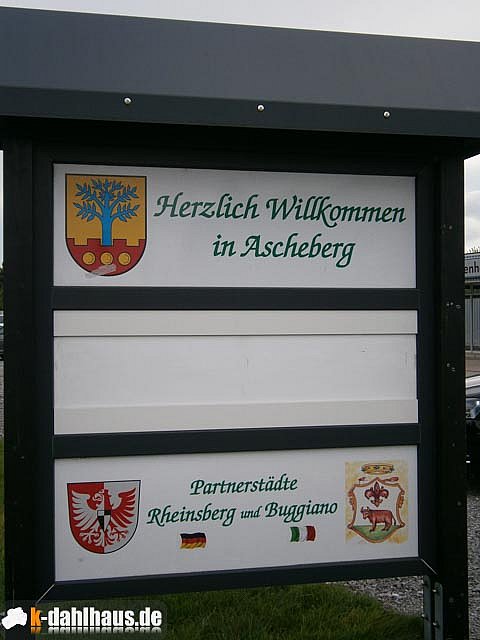 Herzlich Willkommen
in Ascheberg
Partnerstädte
Rheinsberg und Buggiano
k-dahlhaus.de